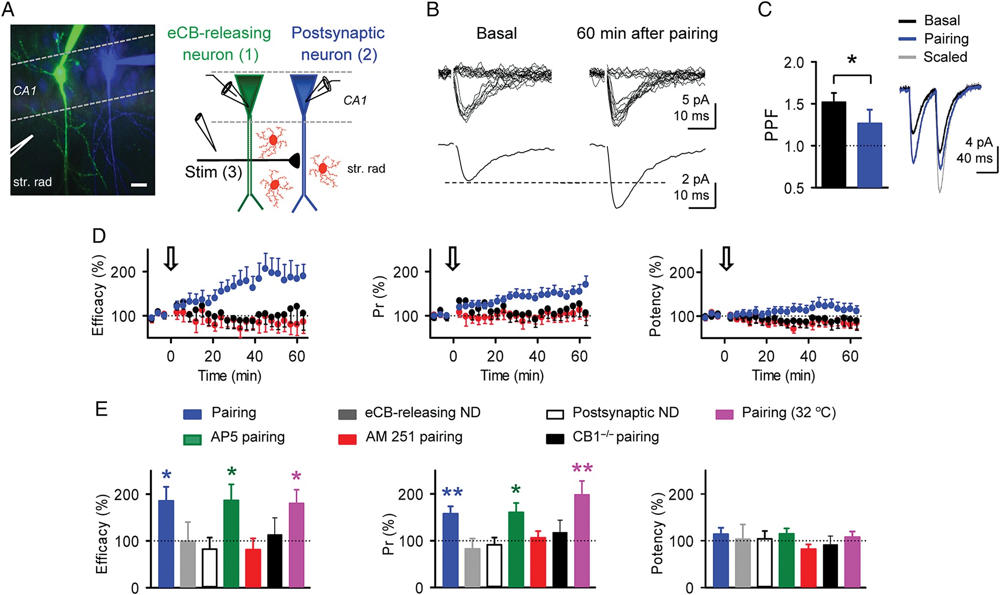 A
CA1
str. rad
eCB-releasing
neuron (1)
Postsynaptic
neuron (2)
CA1
Stim (3)
str. rad
B
Basal
60 min after pairing
5 pA
10 ms
2 pA
10 ms
C
Basal
Pairing
Scaled
PPF
2.0
1.5
1.0
0.5
*
4 pA
40 ms
D
Efficacy (%)
200
100
0 20 40 60
Time (min)
Pr (%)
200
100
0 20 40 60
Time (min)
Potency (%)
200
100
0 20 40 60
Time (min)
E
Pairing
eCB-releasing ND
Postsynaptic ND
Pairing (32 °C)
AP5 pairing
AM 251 pairing
CB1⁻/⁻ pairing
Efficacy (%)
200
100
0
* * *
Pr (%)
200
100
0
** * **
Potency (%)
200
100
0